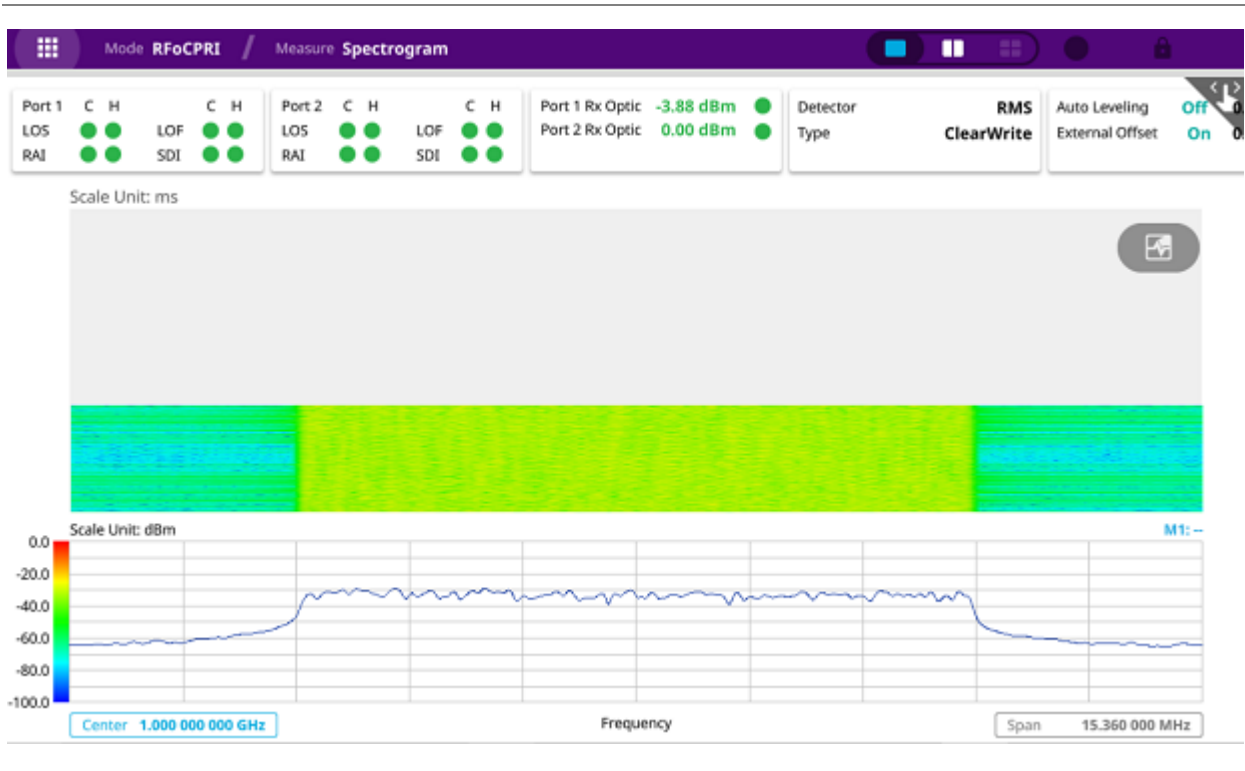 Mode RFoCPRI / Measure Spectrogram
Port 1 C H C H
LOS LOF
RAI SDI
Port 2 C H C H
LOS LOF
RAI SDI
Port 1 Rx Optic -3.88 dBm
Port 2 Rx Optic 0.00 dBm
Detector RMS
Type ClearWrite
Auto Leveling Off
External Offset On
Scale Unit: ms
Scale Unit: dBm
M1: --
0.0
-20.0
-40.0
-60.0
-80.0
-100.0
Center 1.000 000 000 GHz
Frequency
Span 15.360 000 MHz